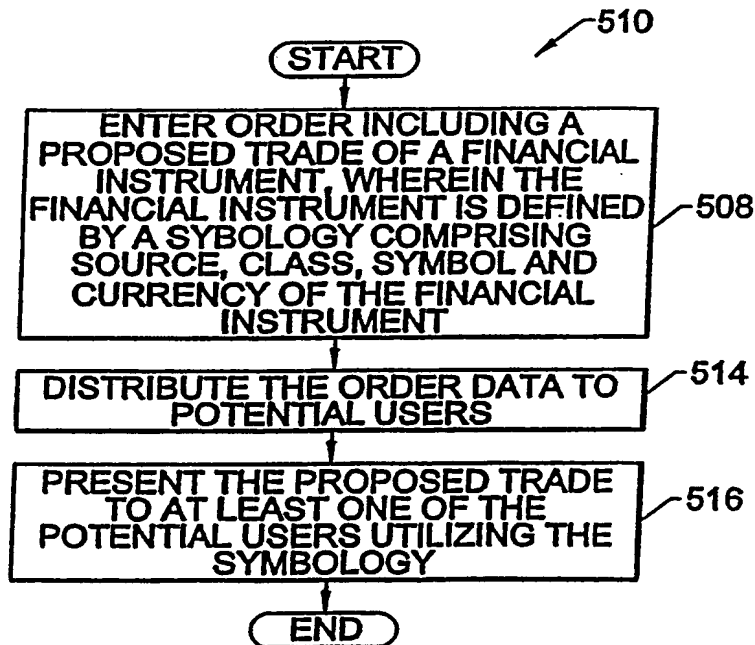 510
START
ENTER ORDER INCLUDING A
PROPOSED TRADE OF A FINANCIAL
INSTRUMENT, WHEREIN THE
FINANCIAL INSTRUMENT IS DEFINED
BY A SYBOLOGY COMPRISING
SOURCE, CLASS, SYMBOL AND
CURRENCY OF THE FINANCIAL
INSTRUMENT
508
DISTRIBUTE THE ORDER DATA TO
POTENTIAL USERS
514
PRESENT THE PROPOSED TRADE
TO AT LEAST ONE OF THE
POTENTIAL USERS UTILIZING THE
SYMBOLOGY
516
END